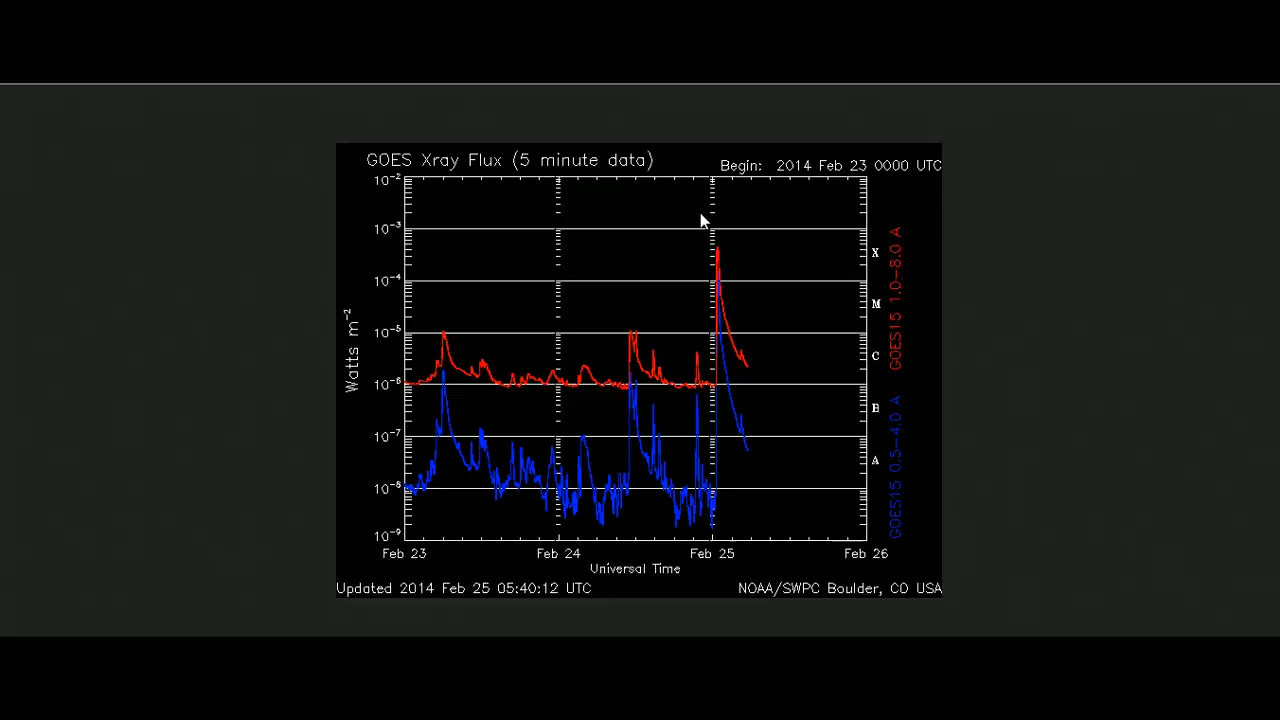 GOES Xray Flux (5 minute data)
Begin: 2014 Feb 23 0000 UTC
10-2
10-3
10-4
10-5
10-6
10-7
10-8
10-9
Watts m-2
X
M
C
B
A
GOES15 1.0-8.0 A
GOES15 0.5-4.0 A
Feb 23
Feb 24
Feb 25
Feb 26
Universal Time
Updated 2014 Feb 25 05:40:12 UTC
NOAA/SWPC Boulder, CO USA